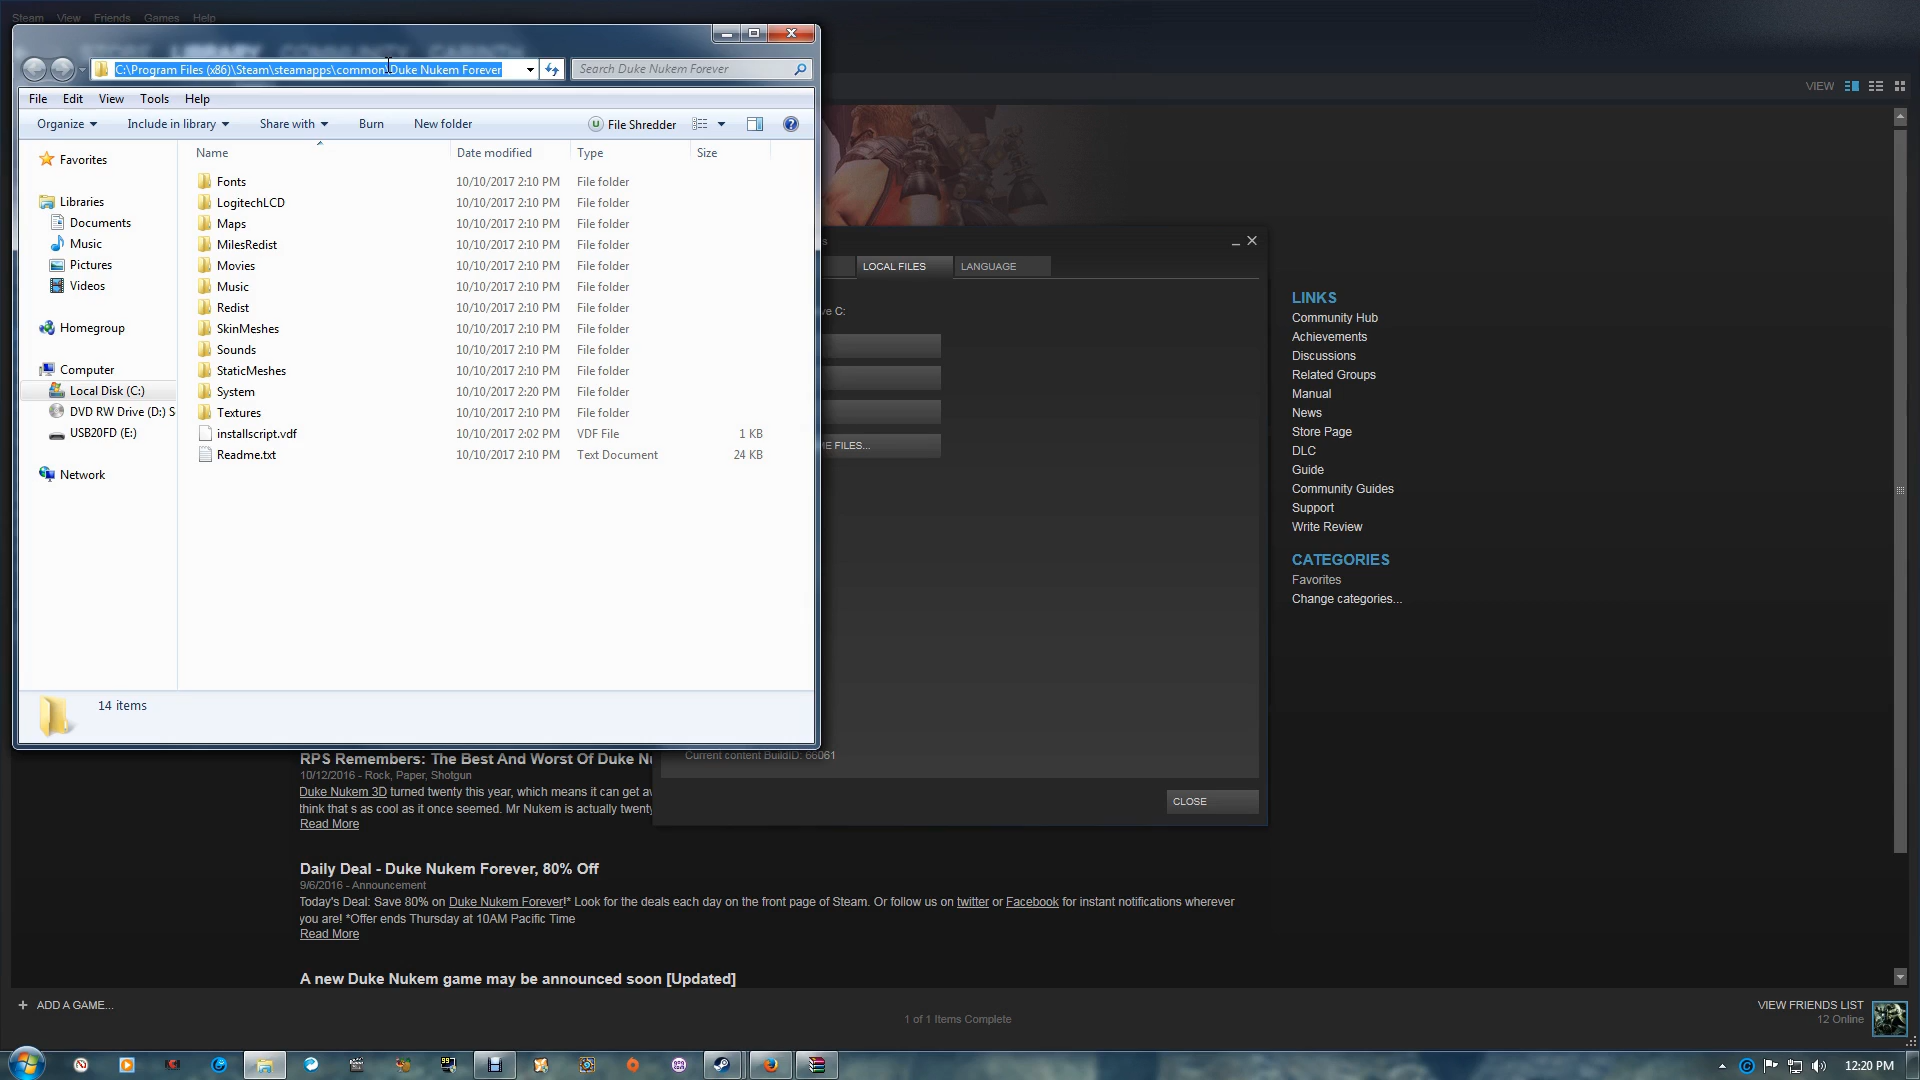 Steam View Friends Games Help
STORE LIBRARY COMMUNITY
C:\Program Files (x86)\Steam\steamapps\common\Duke Nukem Forever
Search Duke Nukem Forever
File Edit View Tools Help
Organize Include in library Share with Burn New folder File Shredder
VIEW
Name Date modified Type Size
Favorites
Libraries
Documents
Music
Pictures
Videos
Homegroup
Computer
Local Disk (C:)
DVD RW Drive (D:) S
USB20FD (E:)
Network
Fonts 10/10/2017 2:10 PM File folder
LogitechLCD 10/10/2017 2:10 PM File folder
Maps 10/10/2017 2:10 PM File folder
MilesRedist 10/10/2017 2:10 PM File folder
Movies 10/10/2017 2:10 PM File folder
Music 10/10/2017 2:10 PM File folder
Redist 10/10/2017 2:10 PM File folder
SkinMeshes 10/10/2017 2:10 PM File folder
Sounds 10/10/2017 2:10 PM File folder
StaticMeshes 10/10/2017 2:10 PM File folder
System 10/10/2017 2:20 PM File folder
Textures 10/10/2017 2:10 PM File folder
installscript.vdf 10/10/2017 2:02 PM VDF File 1 KB
Readme.txt 10/10/2017 2:10 PM Text Document 24 KB
14 items
s
LOCAL FILES LANGUAGE
ve C:
ME FILES...
Current content BuildID: 66061
CLOSE
LINKS
Community Hub
Achievements
Discussions
Related Groups
Manual
News
Store Page
DLC
Guide
Community Guides
Support
Write Review
CATEGORIES
Favorites
Change categories...
RPS Remembers: The Best And Worst Of Duke Nu
10/12/2016 - Rock, Paper, Shotgun
Duke Nukem 3D turned twenty this year, which means it can get av
think that s as cool as it once seemed. Mr Nukem is actually twenty
Read More
Daily Deal - Duke Nukem Forever, 80% Off
9/6/2016 - Announcement
Today's Deal: Save 80% on Duke Nukem Forever!* Look for the deals each day on the front page of Steam. Or follow us on twitter or Facebook for instant notifications wherever
you are! *Offer ends Thursday at 10AM Pacific Time
Read More
A new Duke Nukem game may be announced soon [Updated]
+ ADD A GAME...
1 of 1 Items Complete
VIEW FRIENDS LIST
12 Online
12:20 PM